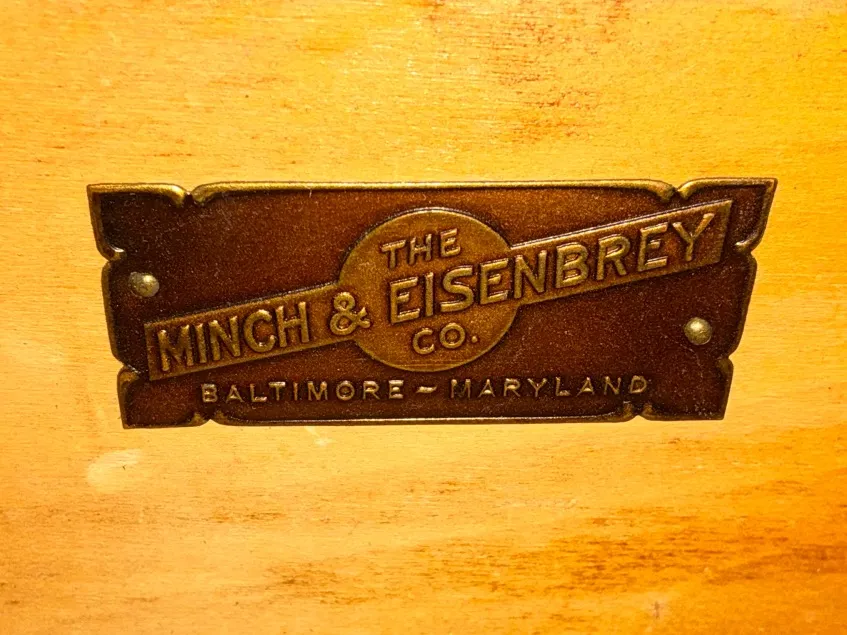 THE
MINCH & EISENBREY
CO.
BALTIMORE ~ MARYLAND